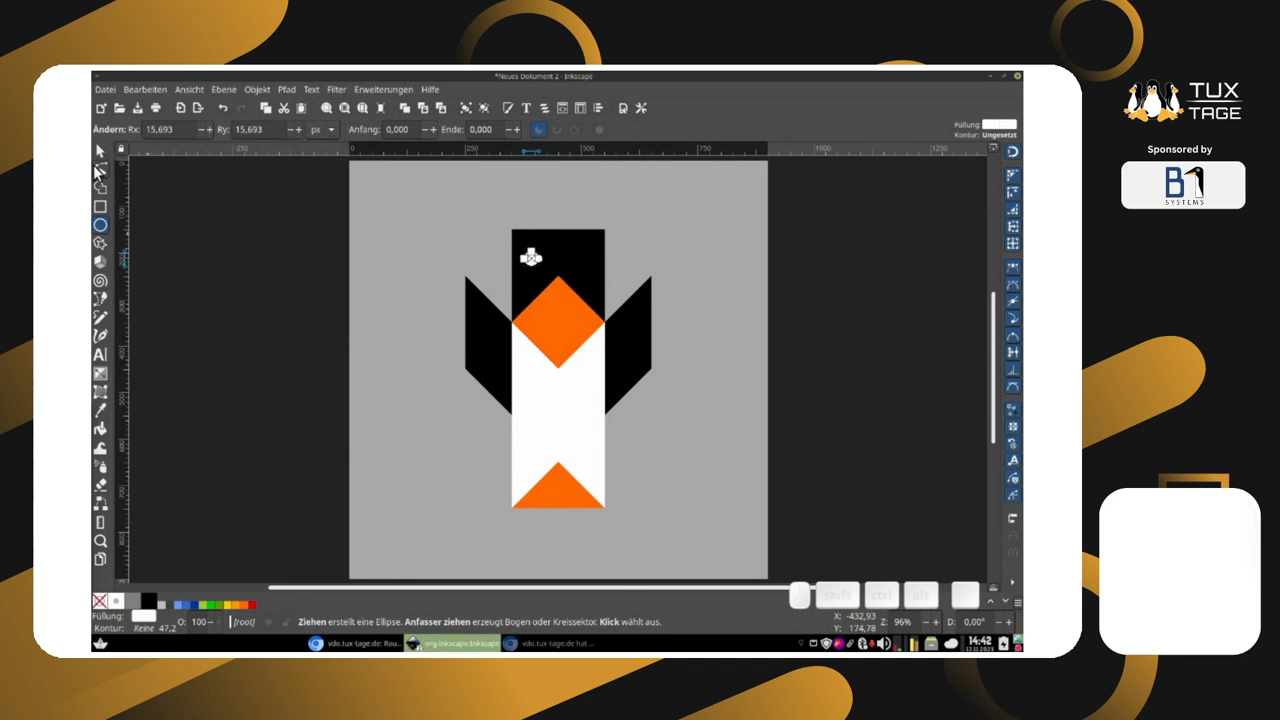 *Neues Dokument 2 - Inkscape
Datei Bearbeiten Ansicht Ebene Objekt Pfad Text Filter Erweiterungen Hilfe
Ändern: Rx: 15,693 Ry: 15,693 px Anfang: 0,000 Ende: 0,000
Füllung:
Kontur: Ungesetzt
0 250 500 750 1000 1250
TUX
TAGE
Sponsored by
B1
SYSTEMS
shift ctrl alt
Füllung:
Kontur: Keine 47,2
O: 100
[root]
Ziehen erstellt eine Ellipse. Anfasser ziehen erzeugt Bogen oder Kreissektor. Klick wählt aus.
X: -432,93
Y: 174,78
Z: 96%
D: 0,00°
vdo.tux-tage.de: Rau...
org.inkscape.Inkscape
vdo.tux-tage.de hat ...
14:42
12.11.2023